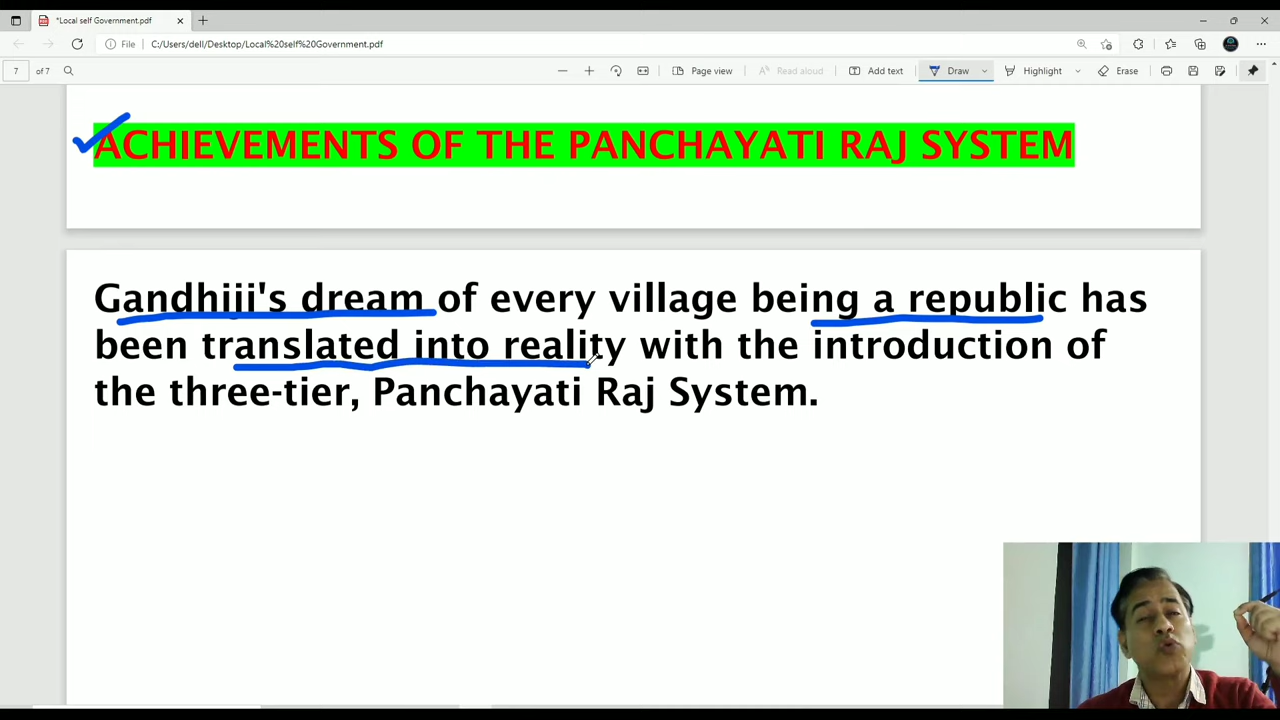 *Local self Government.pdf
File
C:/Users/dell/Desktop/Local%20self%20Government.pdf
7 of 7
Page view
Read aloud
Add text
Draw
Highlight
Erase
ACHIEVEMENTS OF THE PANCHAYATI RAJ SYSTEM
Gandhiji's dream of every village being a republic has
been translated into reality with the introduction of
the three-tier, Panchayati Raj System.